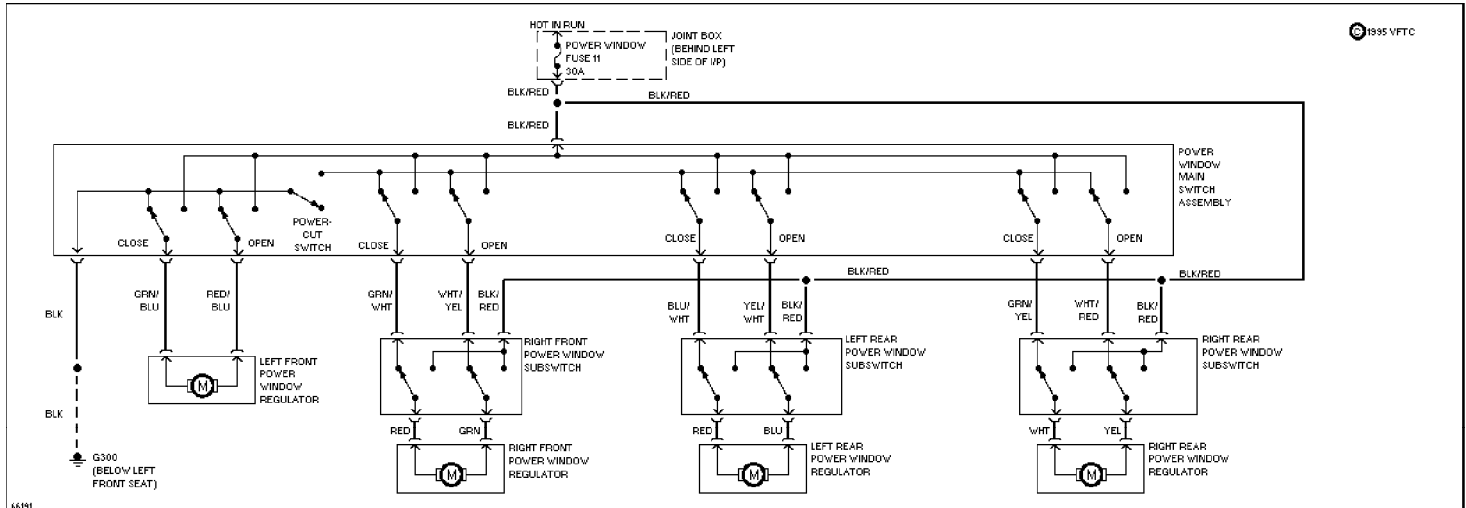 HOT IN RUN
POWER WINDOW
FUSE 11
30A
JOINT BOX
(BEHIND LEFT
SIDE OF I/P)
© 1995 VFTC
BLK/RED
BLK/RED
BLK/RED
POWER
WINDOW
MAIN
SWITCH
ASSEMBLY
POWER-
CUT
SWITCH
CLOSE
OPEN
CLOSE
OPEN
CLOSE
OPEN
CLOSE
OPEN
BLK/RED
BLK/RED
BLK
GRN/
BLU
RED/
BLU
GRN/
WHT
WHT/
YEL
BLK/
RED
BLU/
WHT
YEL/
WHT
BLK/
RED
GRN/
YEL
WHT/
RED
BLK/
RED
LEFT FRONT
POWER
WINDOW
REGULATOR
M
RIGHT FRONT
POWER WINDOW
SUBSWITCH
LEFT REAR
POWER WINDOW
SUBSWITCH
RIGHT REAR
POWER WINDOW
SUBSWITCH
BLK
RED
GRN
RED
BLU
WHT
YEL
G300
(BELOW LEFT
FRONT SEAT)
M
RIGHT FRONT
POWER WINDOW
REGULATOR
M
LEFT REAR
POWER WINDOW
REGULATOR
M
RIGHT REAR
POWER WINDOW
REGULATOR
66191